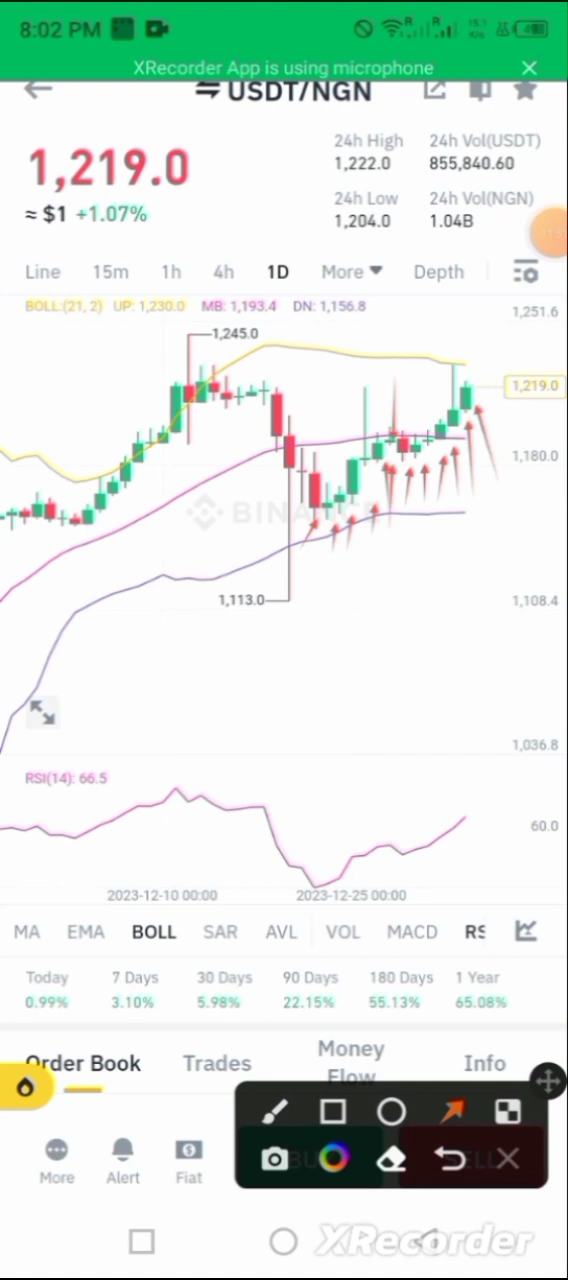 8:02 PM
XRecorder App is using microphone
USDT/NGN
1,219.0
≈ $1 +1.07%
24h High 24h Vol(USDT)
1,222.0 855,840.60
24h Low 24h Vol(NGN)
1,204.0 1.04B
Line 15m 1h 4h 1D More Depth
BOLL:(21, 2) UP: 1,230.0 MB: 1,193.4 DN: 1,156.8
1,251.6
1,245.0
1,219.0
1,180.0
1,113.0
1,108.4
1,036.8
RSI(14): 66.5
60.0
2023-12-10 00:00 2023-12-25 00:00
MA EMA BOLL SAR AVL VOL MACD
Today 7 Days 30 Days 90 Days 180 Days 1 Year
0.99% 3.10% 5.98% 22.15% 55.13% 65.08%
Order Book Trades Money Flow Info
More Alert Fiat
XRecorder